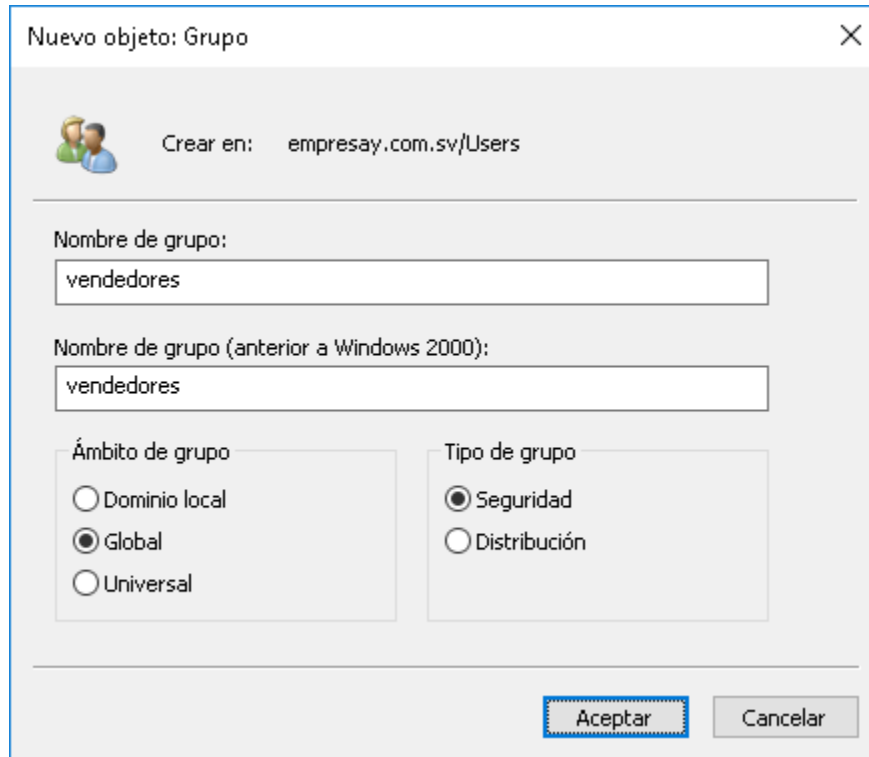 Nuevo objeto: Grupo
Crear en: empresay.com.sv/Users
Nombre de grupo:
vendedores
Nombre de grupo (anterior a Windows 2000):
vendedores
Ámbito de grupo
Dominio local
Global
Universal
Tipo de grupo
Seguridad
Distribución
Aceptar
Cancelar